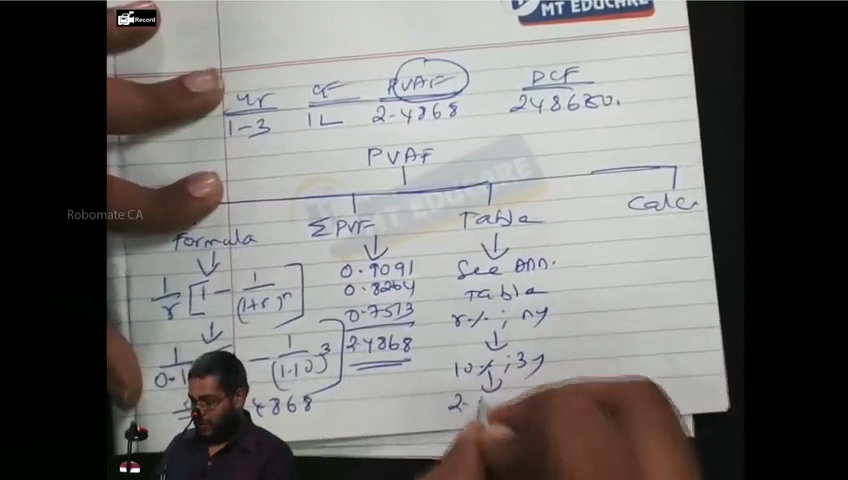 Record
MT EDUCARE
yr CF PVAF DCF
1-3 1L 2.4868 248680.
PVAF
Formula ΣPVF Table Calc
1/r [1 - 1/(1+r)^n]
0.9091
0.8264
0.7513
2.4868
See Ann.
Table
r%; ny
10%; 3y
2.
1/0.1 - 1/(1.10)^3]
4868
Robomate CA
MT EDUCARE